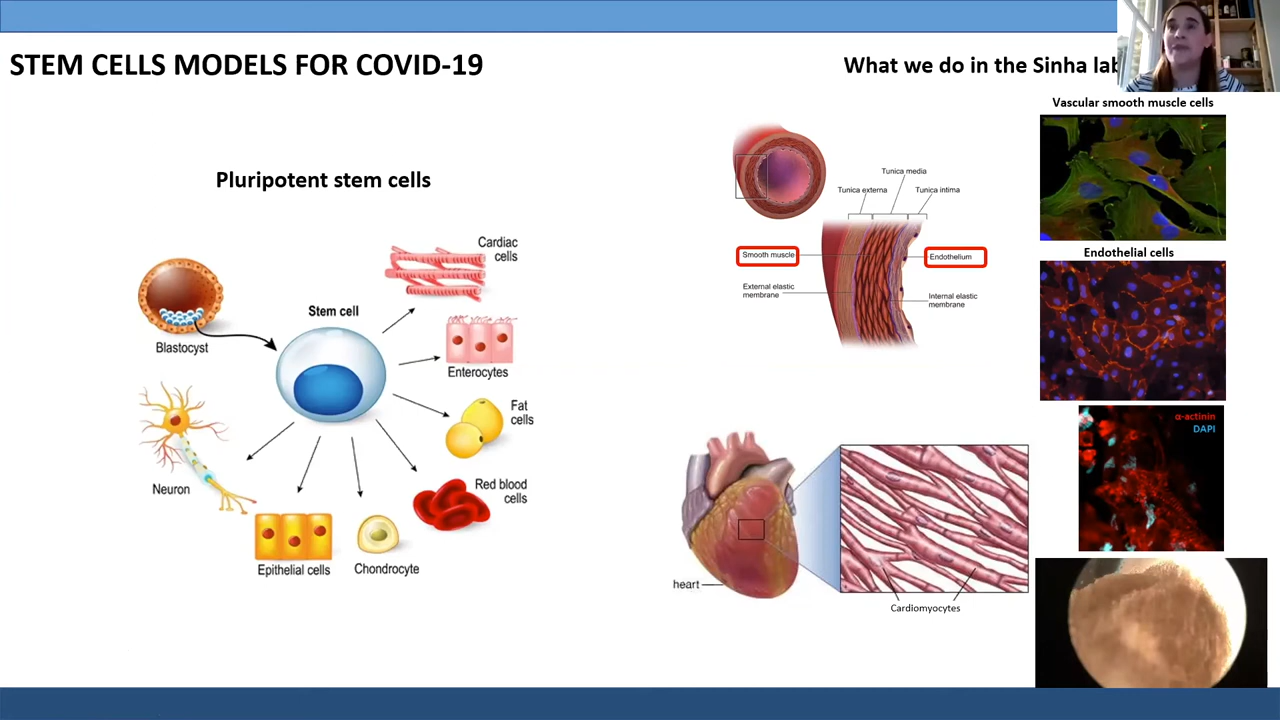 STEM CELLS MODELS FOR COVID-19
What we do in the Sinha lab
Pluripotent stem cells
Cardiac
cells
Stem cell
Blastocyst
Enterocytes
Fat
cells
Neuron
Red blood
cells
Epithelial cells
Chondrocyte
Tunica media
Tunica externa
Tunica intima
Smooth muscle
Endothelium
External elastic
membrane
Internal elastic
membrane
heart
Cardiomyocytes
Vascular smooth muscle cells
Endothelial cells
α-actinin
DAPI